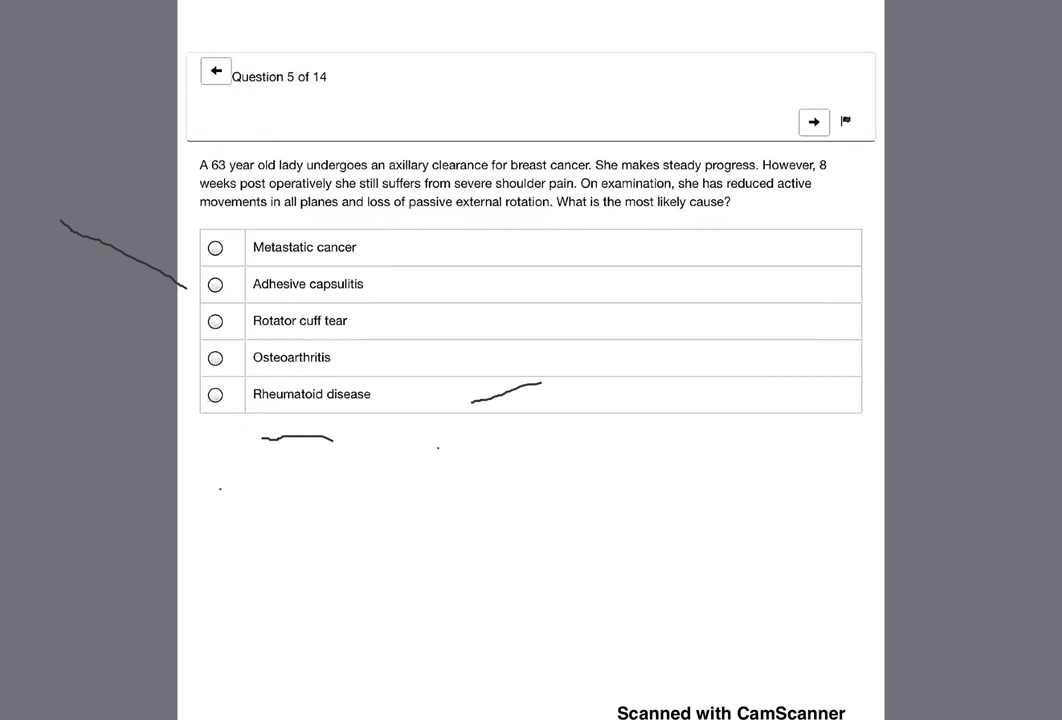 Question 5 of 14
A 63 year old lady undergoes an axillary clearance for breast cancer. She makes steady progress. However, 8
weeks post operatively she still suffers from severe shoulder pain. On examination, she has reduced active
movements in all planes and loss of passive external rotation. What is the most likely cause?
Metastatic cancer
Adhesive capsulitis
Rotator cuff tear
Osteoarthritis
Rheumatoid disease
Scanned with CamScanner